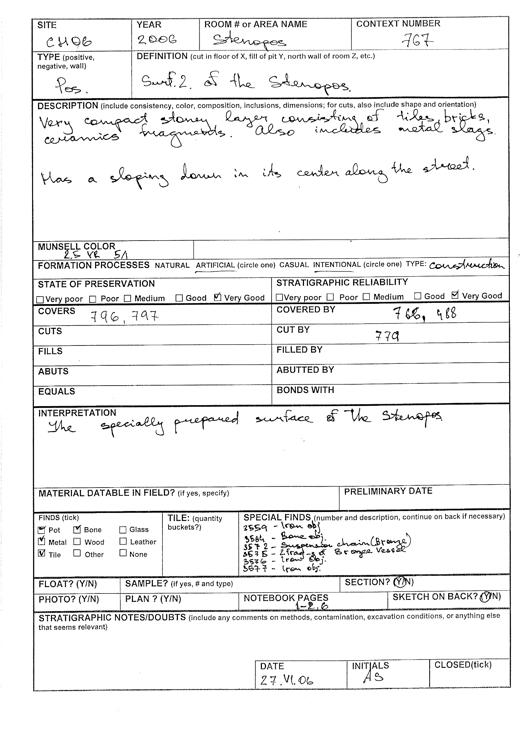 SITE YEAR ROOM # or AREA NAME CONTEXT NUMBER
CH06 2006 Stenopos 767
TYPE (positive, negative, wall) DEFINITION (cut in floor of X, fill of pit Y, north wall of room Z, etc.)
Pos. Surf. 2. of the Stenopos.
DESCRIPTION (include consistency, color, composition, inclusions, dimensions; for cuts, also include shape and orientation)
Very compact stoney layer consisting of tiles, bricks,
ceramics fragments. Also includes metal slags.
Has a sloping down in its center along the street.
MUNSELL COLOR
2.5 YR 5/1
FORMATION PROCESSES NATURAL ARTIFICIAL (circle one) CASUAL INTENTIONAL (circle one) TYPE: construction
STATE OF PRESERVATION STRATIGRAPHIC RELIABILITY
Very poor Poor Medium Good Very Good Very poor Poor Medium Good Very Good
COVERS 796, 797 COVERED BY 488
CUTS CUT BY 779
FILLS FILLED BY
ABUTS ABUTTED BY
EQUALS BONDS WITH
INTERPRETATION
The specially prepared surface of the Stenopos
MATERIAL DATABLE IN FIELD? (if yes, specify) PRELIMINARY DATE
FINDS (tick) TILE: (quantity buckets?) SPECIAL FINDS (number and description, continue on back if necessary)
Pot Bone Glass
Metal Wood Leather
Tile Other None
3559 - Iron obj
3564 - Bone obj.
3572 - Suspension chain (Bronze)
3575 - 2 frag-s of Bronze Vessel
3576 - Iron obj.
3577 - Iron obj.
FLOAT? (Y/N) SAMPLE? (if yes, # and type) SECTION? (Y/N)
PHOTO? (Y/N) PLAN ? (Y/N) NOTEBOOK PAGES SKETCH ON BACK? (Y/N)
1-2.6
STRATIGRAPHIC NOTES/DOUBTS (include any comments on methods, contamination, excavation conditions, or anything else
that seems relevant)
DATE INITIALS CLOSED(tick)
27.VI.06 AS